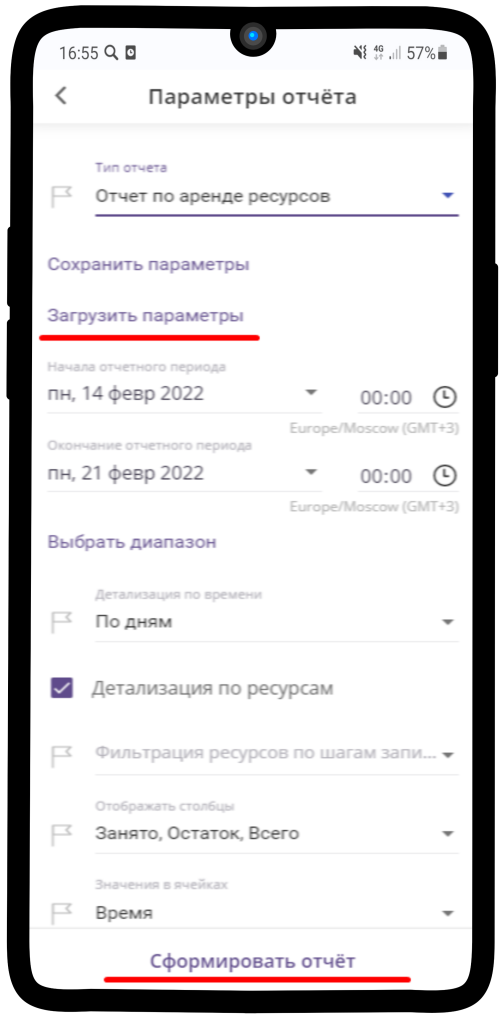 16:55 4G 57%
Параметры отчёта
Тип отчета
Отчет по аренде ресурсов
Сохранить параметры
Загрузить параметры
Начала отчетного периода
пн, 14 февр 2022 00:00
Europe/Moscow (GMT+3)
Окончание отчетного периода
пн, 21 февр 2022 00:00
Europe/Moscow (GMT+3)
Выбрать диапазон
Детализация по времени
По дням
Детализация по ресурсам
Фильтрация ресурсов по шагам запи...
Отображать столбцы
Занято, Остаток, Всего
Значения в ячейках
Время
Сформировать отчёт